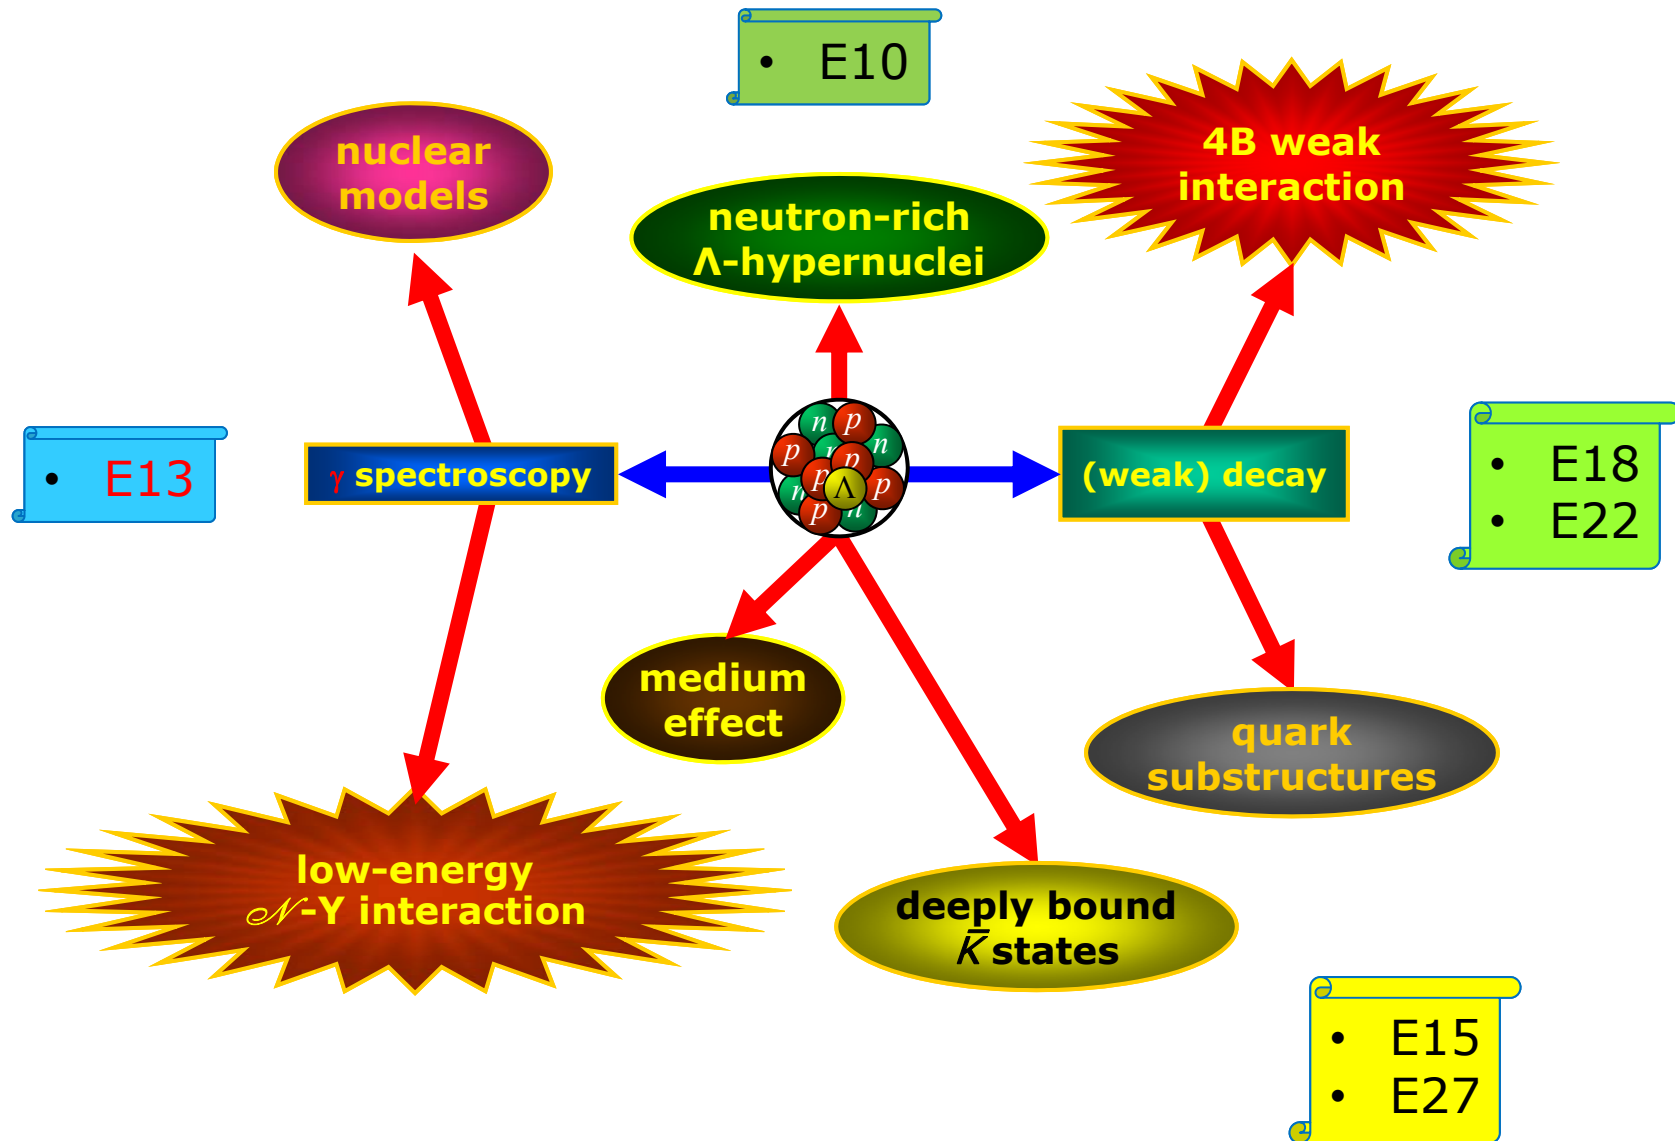 • E10
nuclear
models
4B weak
interaction
neutron-rich
Λ-hypernuclei
• E13
γ spectroscopy
n p
p n n
p
p Λ p
n
p n
(weak) decay
• E18
• E22
medium
effect
quark
substructures
low-energy
𝒩-Y interaction
deeply bound
K̄ states
• E15
• E27